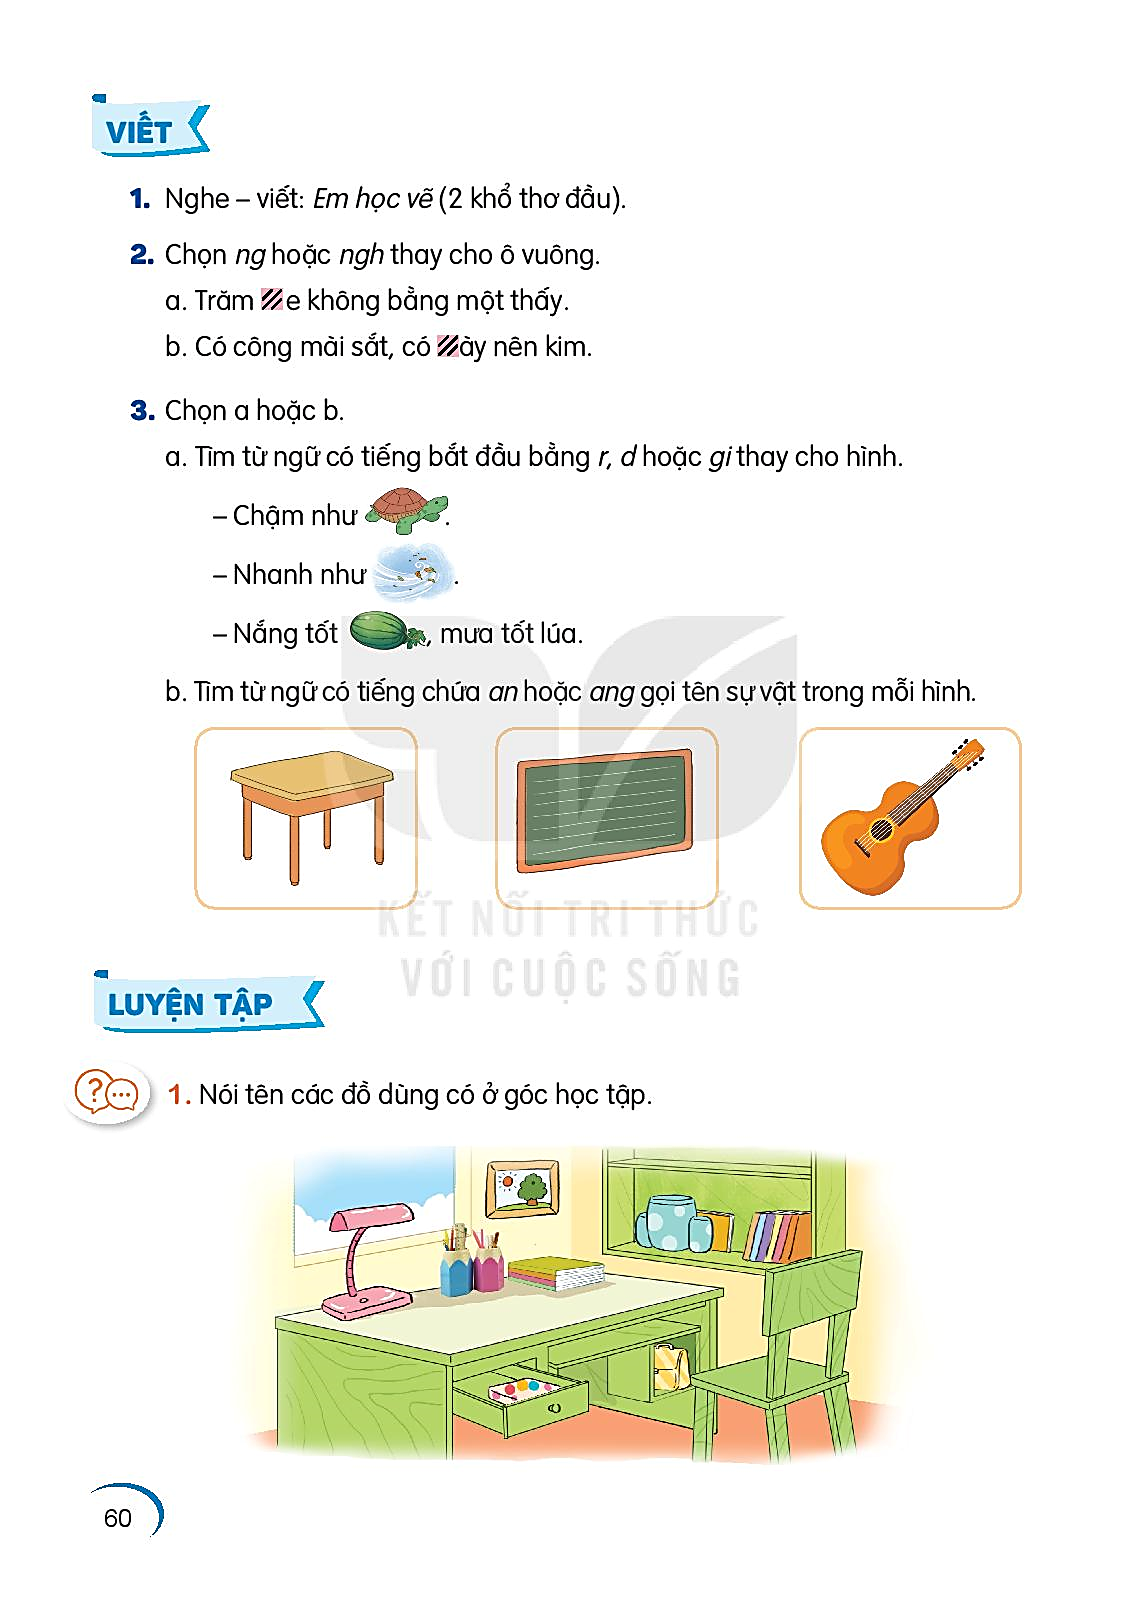 VIẾT
1. Nghe – viết: Em học vẽ (2 khổ thơ đầu).
2. Chọn ng hoặc ngh thay cho ô vuông.
a. Trăm e không bằng một thấy.
b. Có công mài sắt, có ày nên kim.
3. Chọn a hoặc b.
a. Tìm từ ngữ có tiếng bắt đầu bằng r, d hoặc gi thay cho hình.
– Chậm như .
– Nhanh như .
– Nắng tốt , mưa tốt lúa.
b. Tìm từ ngữ có tiếng chứa an hoặc ang gọi tên sự vật trong mỗi hình.
KẾT NỐI TRI THỨC
VỚI CUỘC SỐNG
LUYỆN TẬP
1. Nói tên các đồ dùng có ở góc học tập.
60